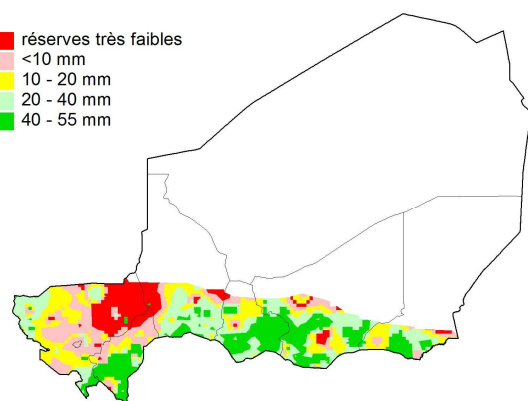 réserves très faibles
<10 mm
10 - 20 mm
20 - 40 mm
40 - 55 mm